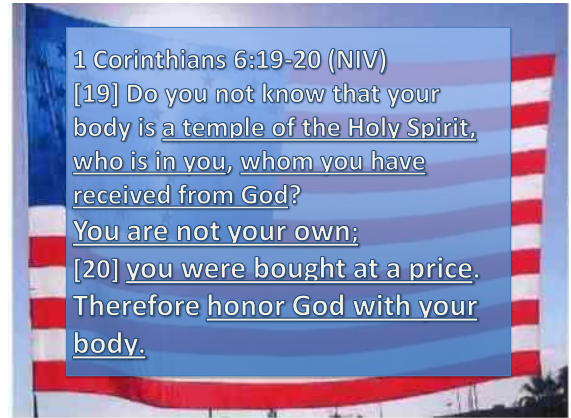 1 Corinthians 6:19-20 (NIV)
[19] Do you not know that your
body is a temple of the Holy Spirit,
who is in you, whom you have
received from God?
You are not your own;
[20] you were bought at a price.
Therefore honor God with your
body.